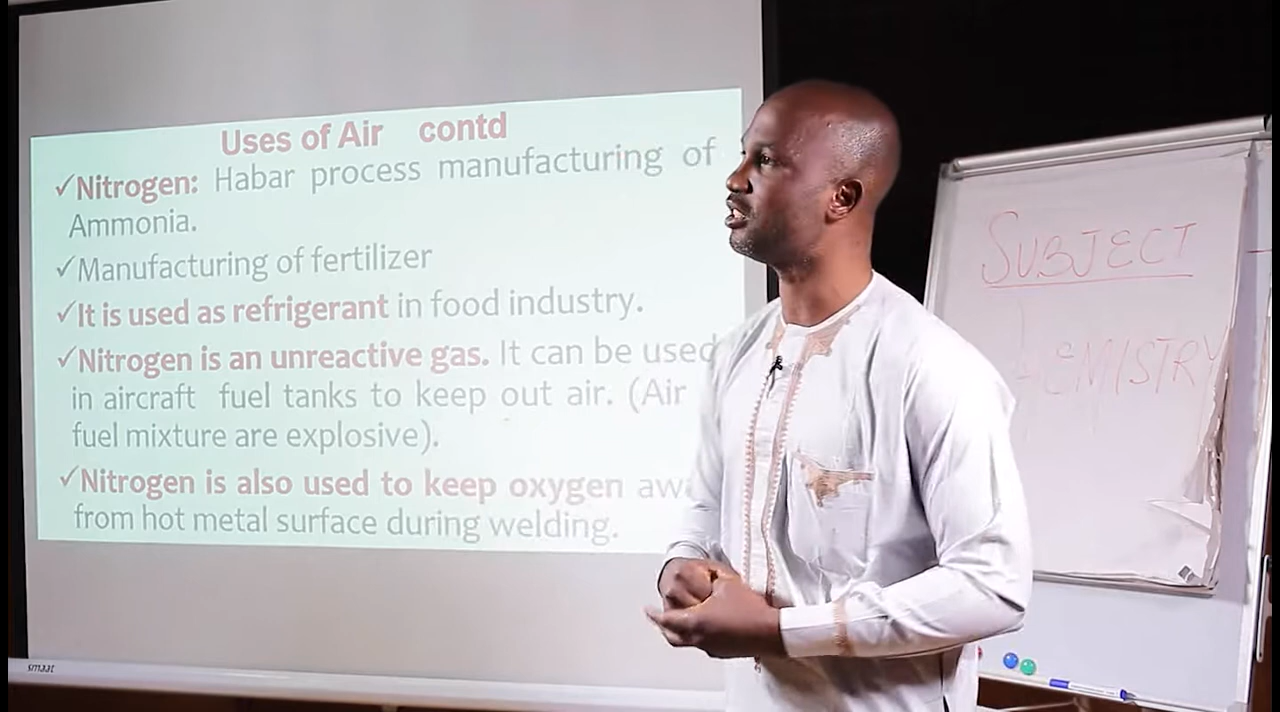 Uses of Air contd
✓Nitrogen: Habar process manufacturing of
Ammonia.
✓Manufacturing of fertilizer
✓It is used as refrigerant in food industry.
✓Nitrogen is an unreactive gas. It can be used
in aircraft fuel tanks to keep out air. (Air
fuel mixture are explosive).
✓Nitrogen is also used to keep oxygen
from hot metal surface during welding.
smaat
SUBJECT